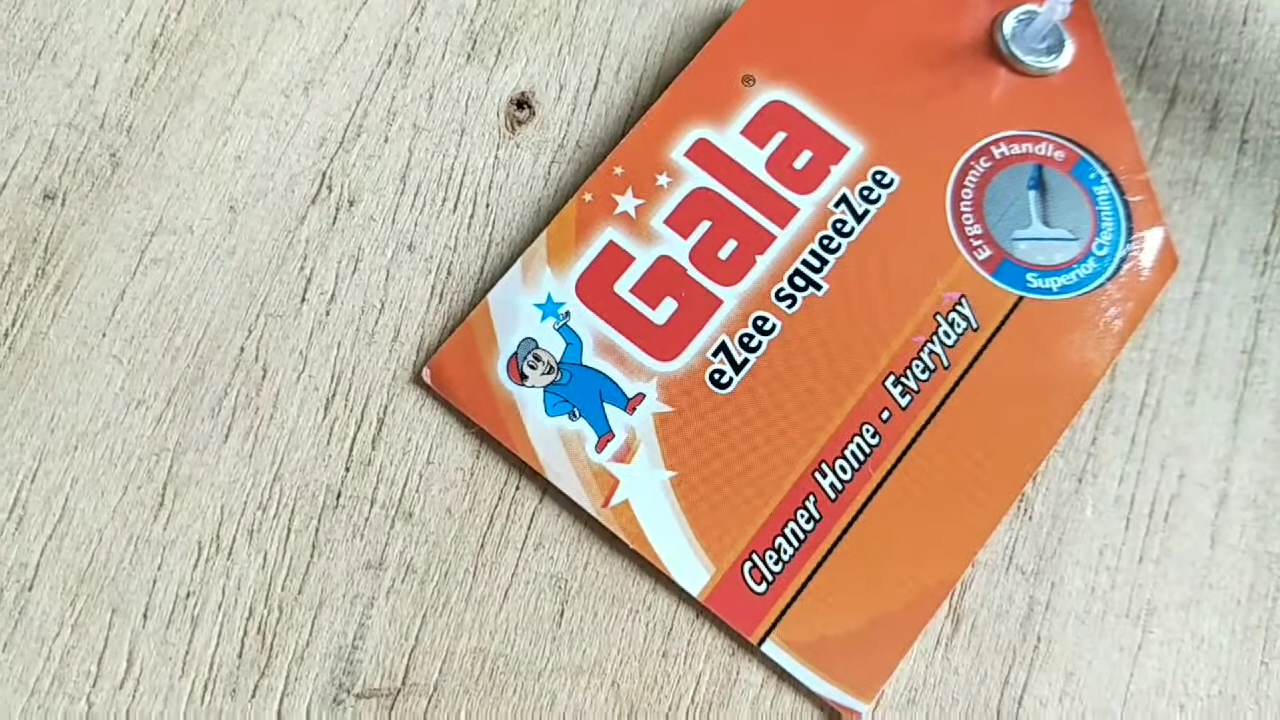 Gala®
eZee squeeZee
Ergonomic Handle
Superior Cleaning
Cleaner Home - Everyday